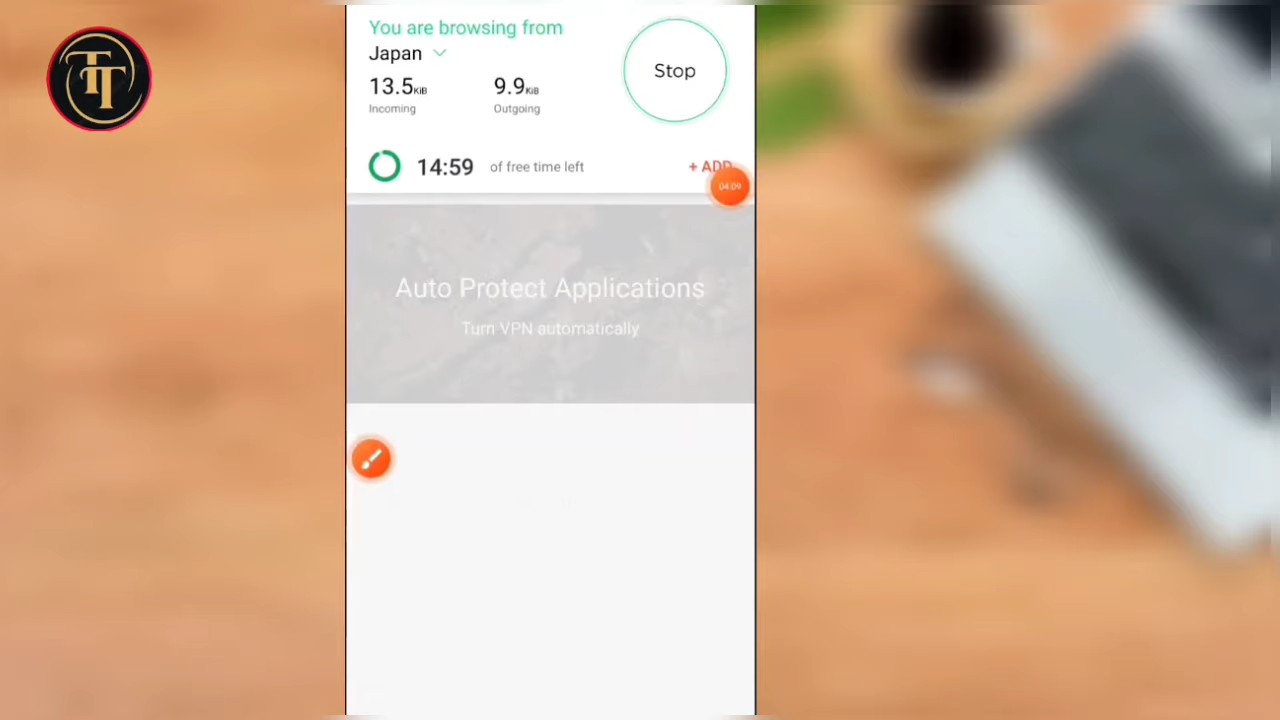 TT
You are browsing from
Japan
13.5KiB
9.9KiB
Incoming
Outgoing
Stop
14:59 of free time left
+ ADD
04:09
Auto Protect Applications
Turn VPN automatically